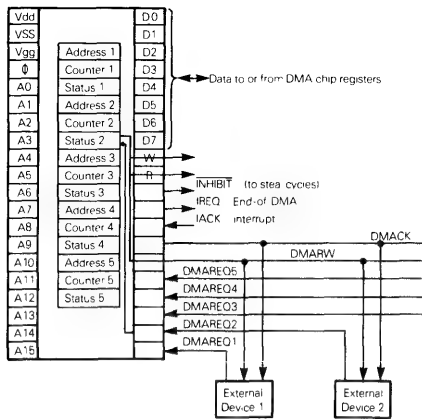 Vdd D0
VSS D1
Vgg Address 1 D2
ϕ Counter 1 D3
A0 Status 1 D4
Data to or from DMA chip registers
A1 Address 2 D5
A2 Counter 2 D6
A3 Status 2 D7
A4 Address 3 W
A5 Counter 3 R
INHIBIT (to steal cycles)
A6 Status 3
IREQ End-of DMA
A7 Address 4
IACK interrupt
A8 Counter 4
DMACK
A9 Status 4
DMARW
A10 Address 5
DMAREQ5
A11 Counter 5
DMAREQ4
A12 Status 5
DMAREQ3
A13
DMAREQ2
A14
DMAREQ1
A15
External Device 1
External Device 2